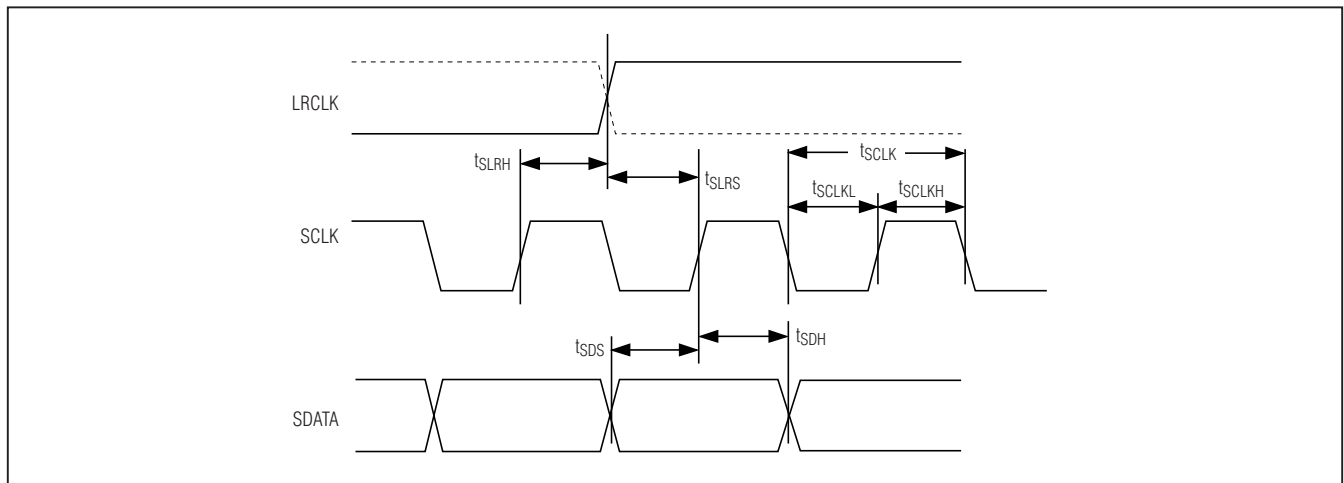 LRCLK
tSLRH
tSLRS
tSCLK
tSCLKL
tSCLKH
SCLK
tSDS
tSDH
SDATA